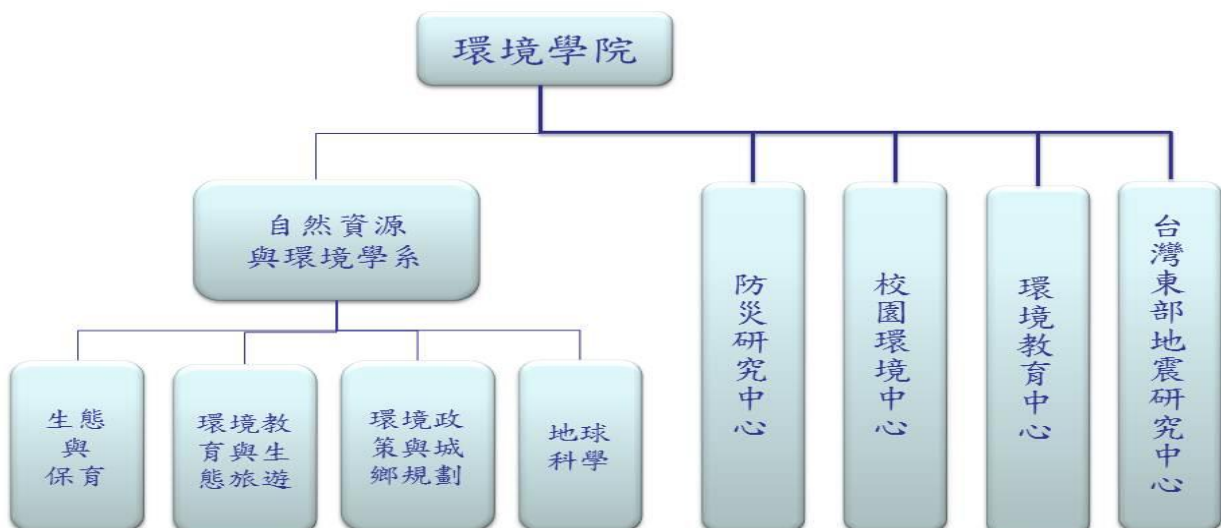 環境學院
自然資源
與環境學系
生態
與
保育
環境教
育與生
態旅遊
環境政
策與城
鄉規劃
地球
科學
防災研究中心
校園環境中心
環境教育中心
台灣東部地震研究中心